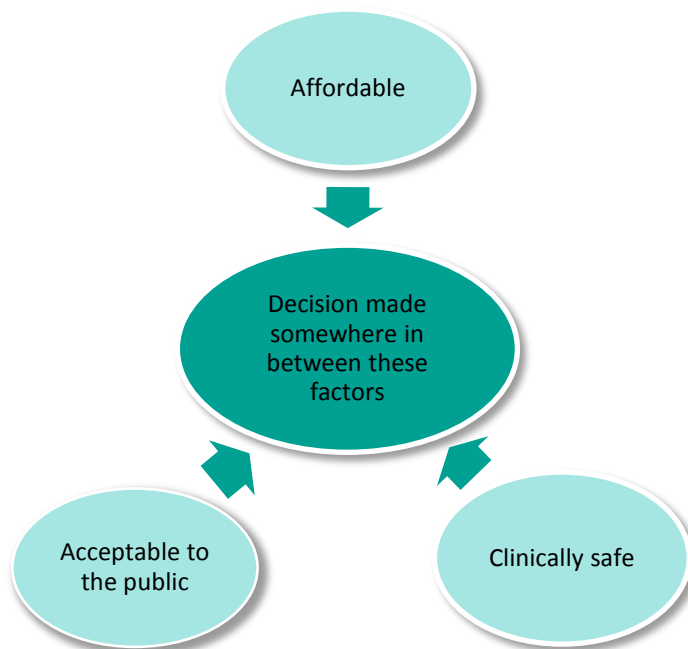 Affordable
Decision made
somewhere in
between these
factors
Acceptable to
the public
Clinically safe